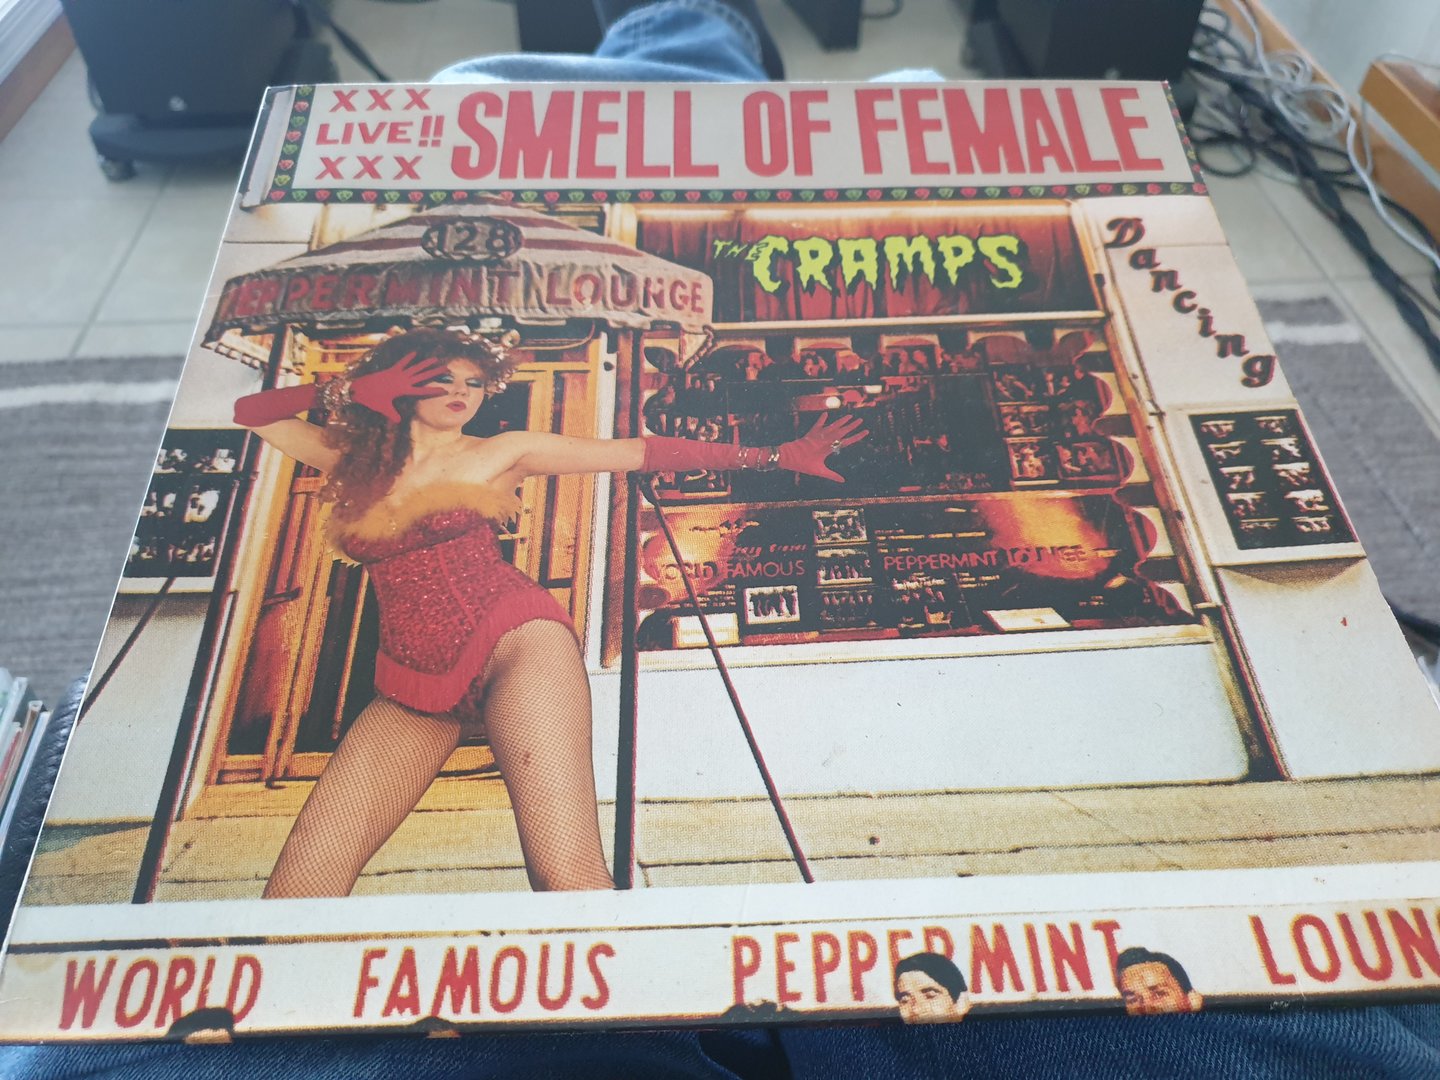 XXX
LIVE!!
XXX
SMELL OF FEMALE
128
PEPPERMINT LOUNGE
THE CRAMPS
Dancing
WORLD FAMOUS
PEPPERMINT LOUNGE
WORLD FAMOUS PEPPERMINT LOUN